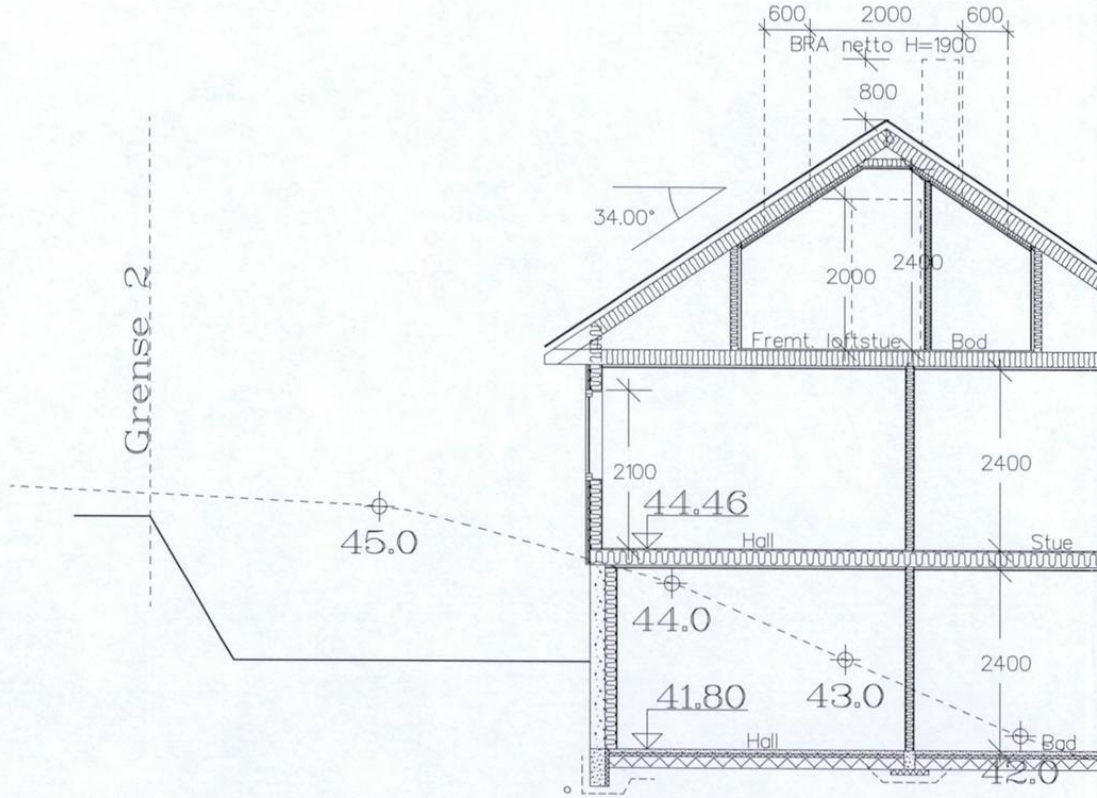 600 2000 600
BRA netto H=1900
800
34.00°
Grense 2
2000
2400
Fremt. loftstue
Bod
2100
2400
44.46
45.0
Hall
Stue
44.0
2400
41.80
43.0
Hall
Bad
42.0